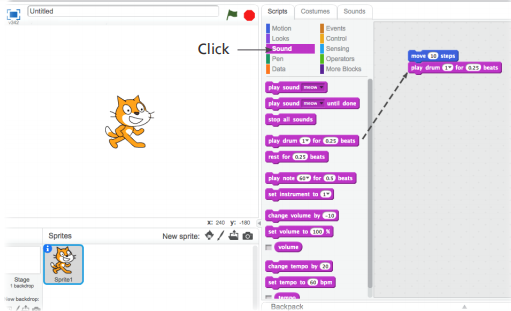 Untitled
v342
Click
x: 240 y: -180
Sprites
New sprite:
Stage
1 backdrop
Sprite1
New backdrop:
Scripts
Costumes
Sounds
Motion
Events
Looks
Control
Sound
Sensing
Pen
Operators
Data
More Blocks
play sound meow
play sound meow until done
stop all sounds
play drum 1 for 0.25 beats
rest for 0.25 beats
play note 60 for 0.5 beats
set instrument to 1
change volume by -10
set volume to 100 %
volume
change tempo by 20
set tempo to 60 bpm
tempo
move 10 steps
play drum 1 for 0.25 beats
Backpack